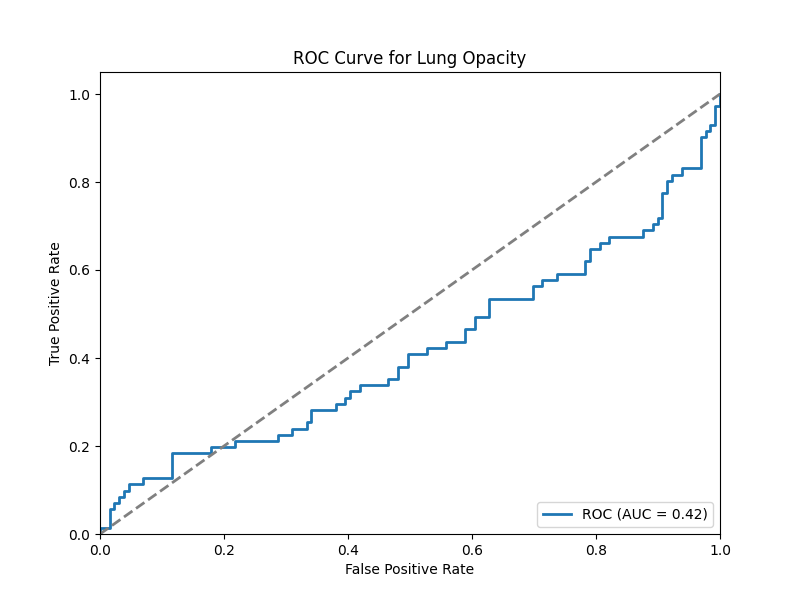 ROC Curve for Lung Opacity
True Positive Rate
1.0
0.8
0.6
0.4
0.2
0.0
ROC (AUC = 0.42)
0.0 0.2 0.4 0.6 0.8 1.0
False Positive Rate